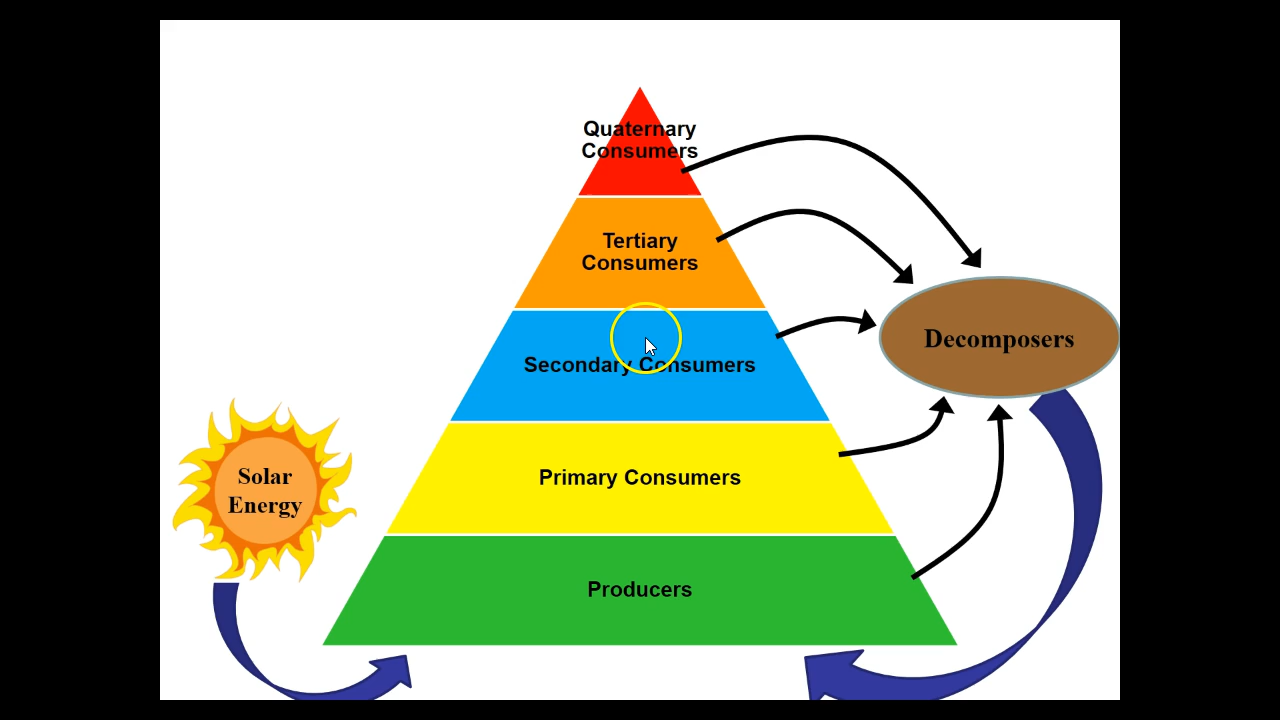 Quaternary
Consumers
Tertiary
Consumers
Decomposers
Secondary Consumers
Solar
Energy
Primary Consumers
Producers